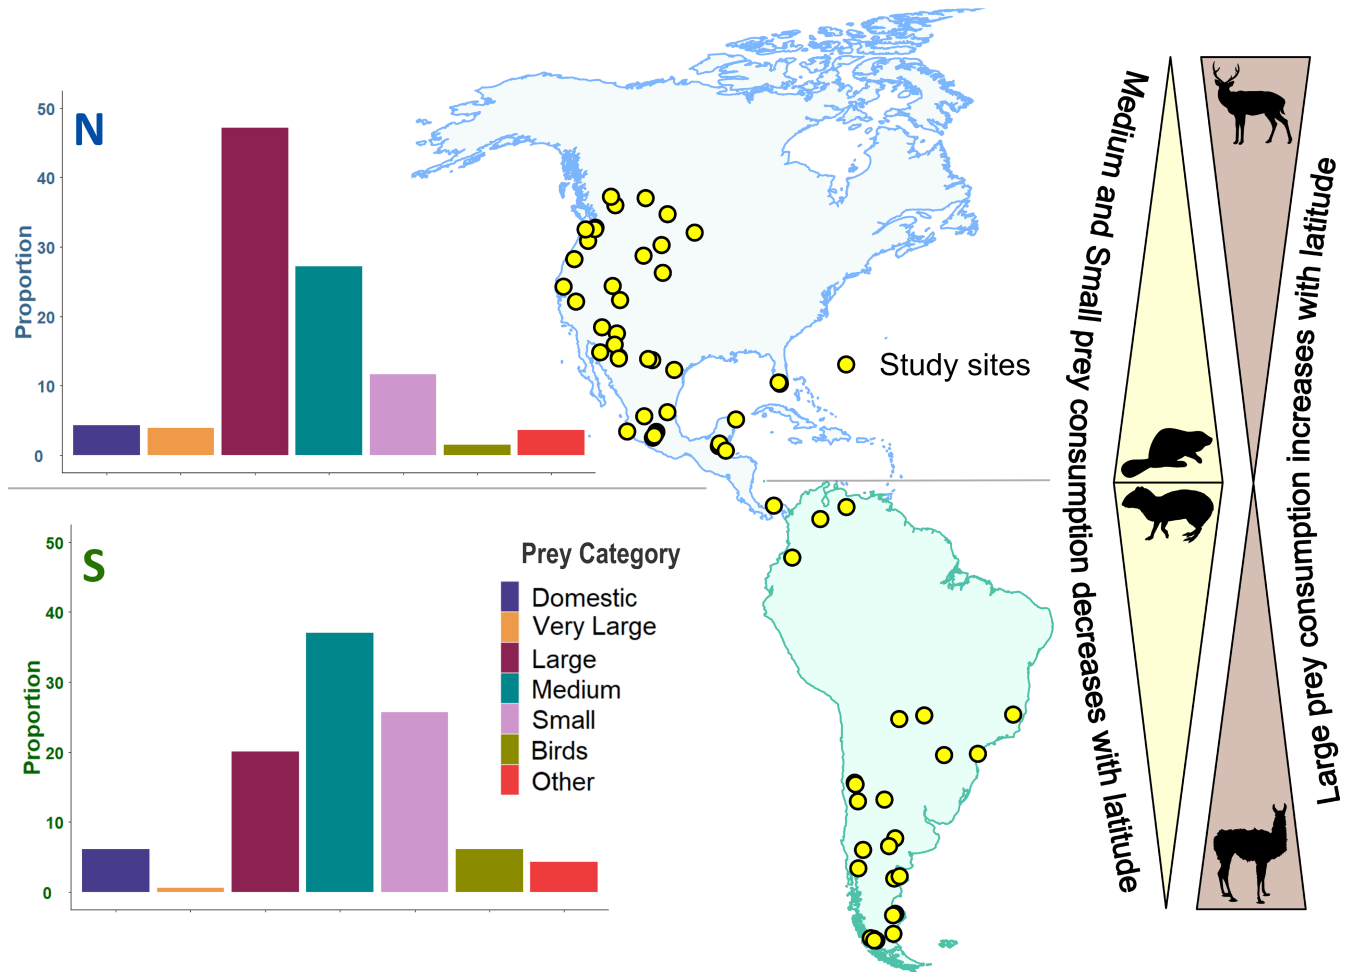 50
N
40
30
20
10
0
Proportion
Study sites
50
S
40
30
20
10
0
Proportion
Prey Category
Domestic
Very Large
Large
Medium
Small
Birds
Other
Medium and Small prey consumption decreases with latitude
Large prey consumption increases with latitude